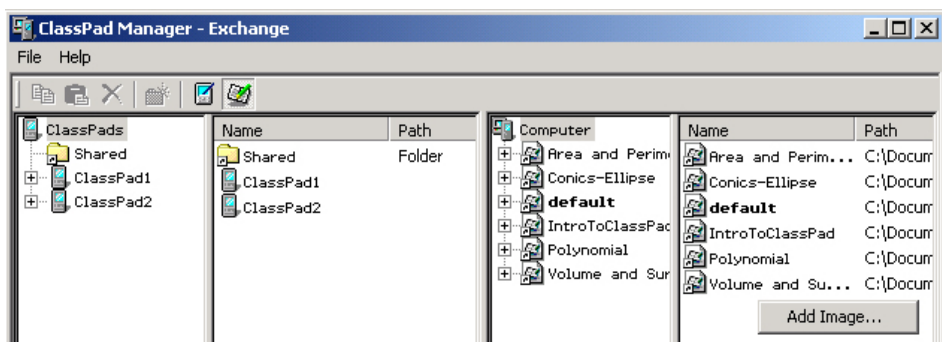 ClassPad Manager - Exchange
File Help
ClassPads
Shared
ClassPad1
ClassPad2
Name Path
Shared Folder
ClassPad1
ClassPad2
Computer
Area and Perim
Conics-Ellipse
default
IntroToClassPad
Polynomial
Volume and Sur
Name Path
Area and Perim... C:\Docum
Conics-Ellipse C:\Docum
default C:\Docum
IntroToClassPad C:\Docum
Polynomial C:\Docum
Volume and Su... C:\Docum
Add Image...